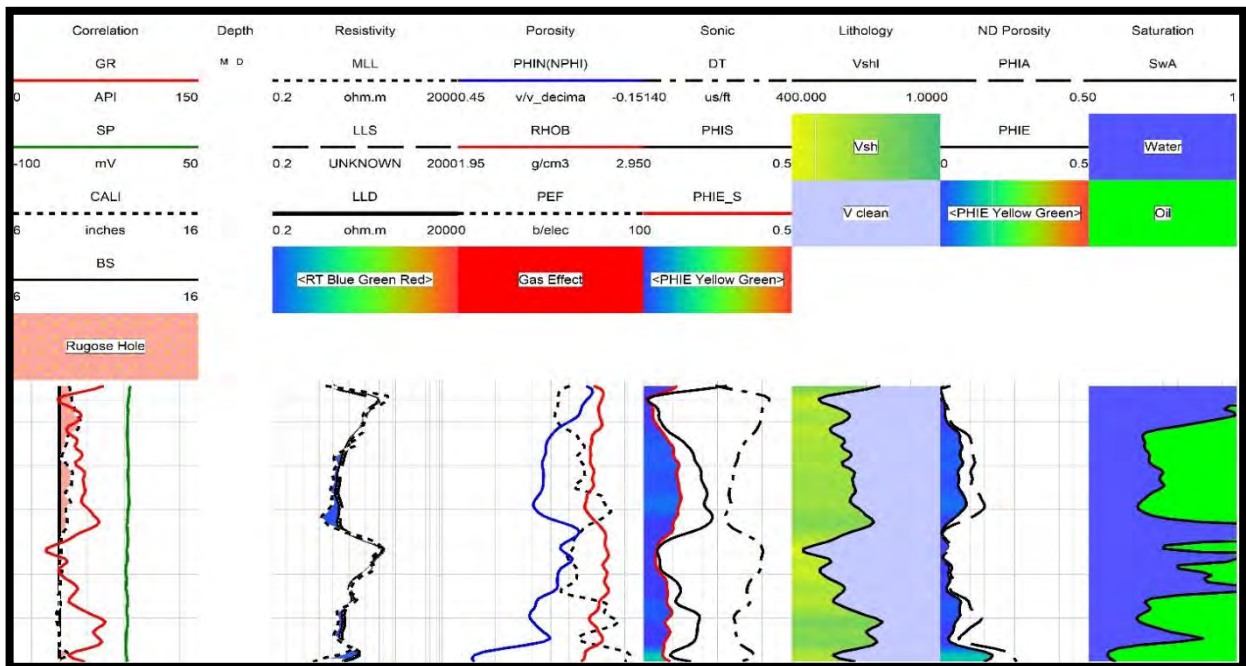 Correlation Depth Resistivity Porosity Sonic Lithology ND Porosity Saturation
GR M D MLL PHIN(NPHI) DT Vshl PHIA SwA
0 API 150 0.2 ohm.m 20000.45 v/v_decima -0.15140 us/ft 400.000 1.0000 0.50 1
SP LLS RHOB PHIS Vsh PHIE Water
-100 mV 50 0.2 UNKNOWN 20001.95 g/cm3 2.950 0.5 0 0.5
CALI LLD PEF PHIE_S V clean <PHIE Yellow Green> Oil
6 inches 16 0.2 ohm.m 20000 b/elec 100 0.5
BS <RT Blue Green Red> Gas Effect <PHIE Yellow Green>
6 16
Rugose Hole